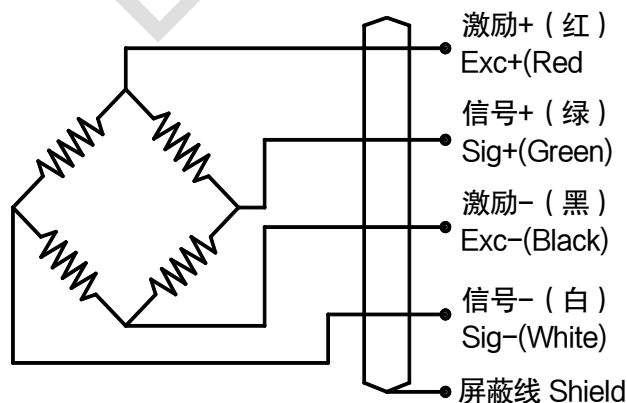 激励+（红）
Exc+(Red
信号+（绿）
Sig+(Green)
激励-（黑）
Exc-(Black)
信号-（白）
Sig-(White)
屏蔽线 Shield